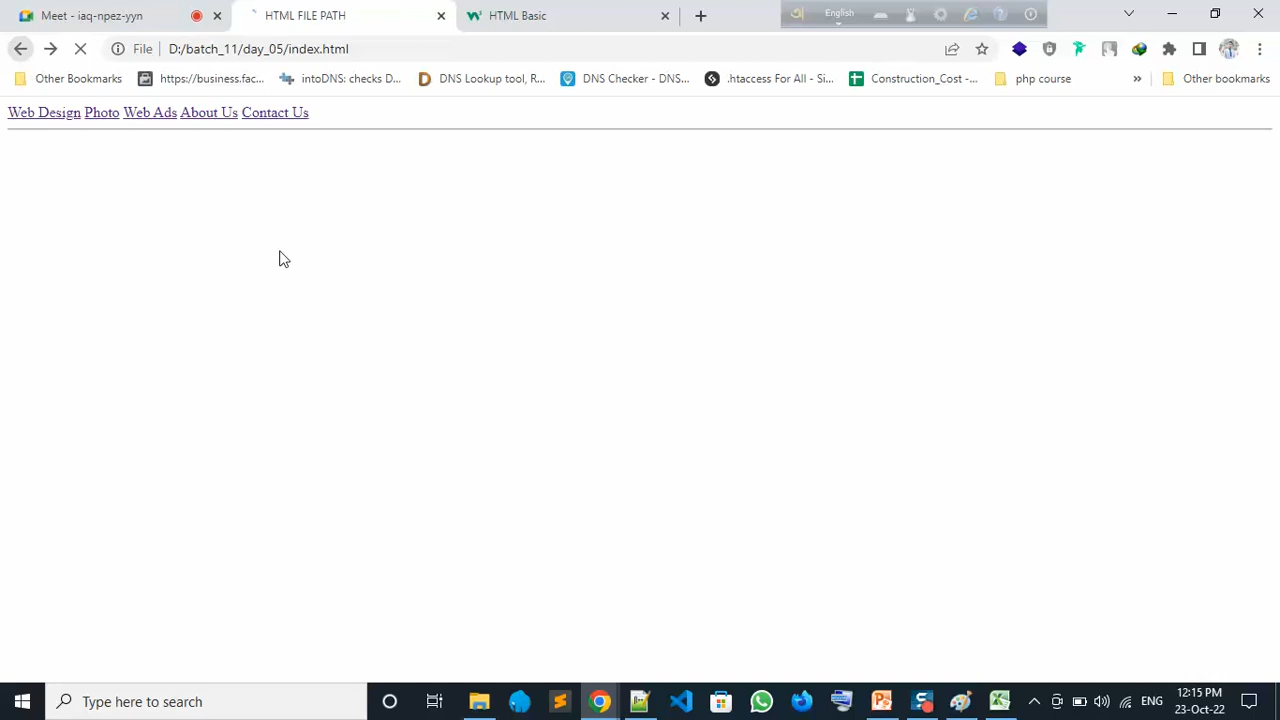 Meet - iaq-npez-yyn
HTML FILE PATH
HTML Basic
English
File
D:/batch_11/day_05/index.html
Other Bookmarks
https://business.fac...
intoDNS: checks D...
DNS Lookup tool, R...
DNS Checker - DNS...
.htaccess For All - Si...
Construction_Cost -...
php course
»
Other bookmarks
Web Design Photo Web Ads About Us Contact Us
Type here to search
ENG
12:15 PM
23-Oct-22